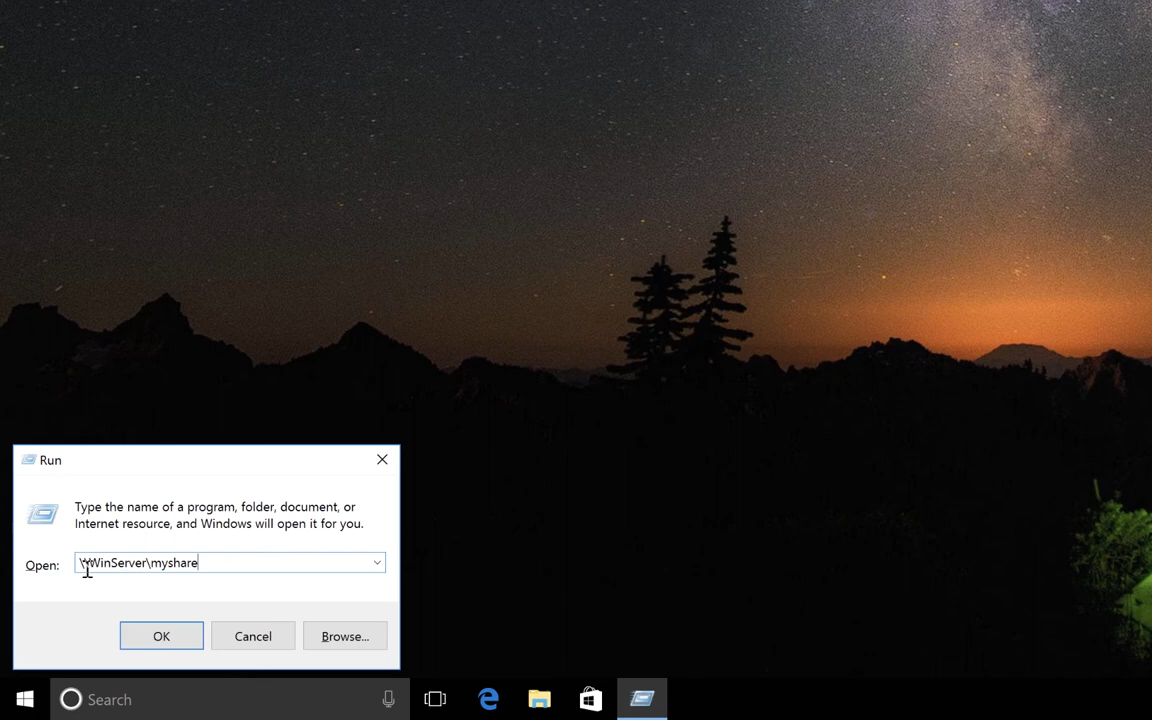 Run
Type the name of a program, folder, document, or
Internet resource, and Windows will open it for you.
Open: \\WinServer\myshare
OK Cancel Browse...
Search